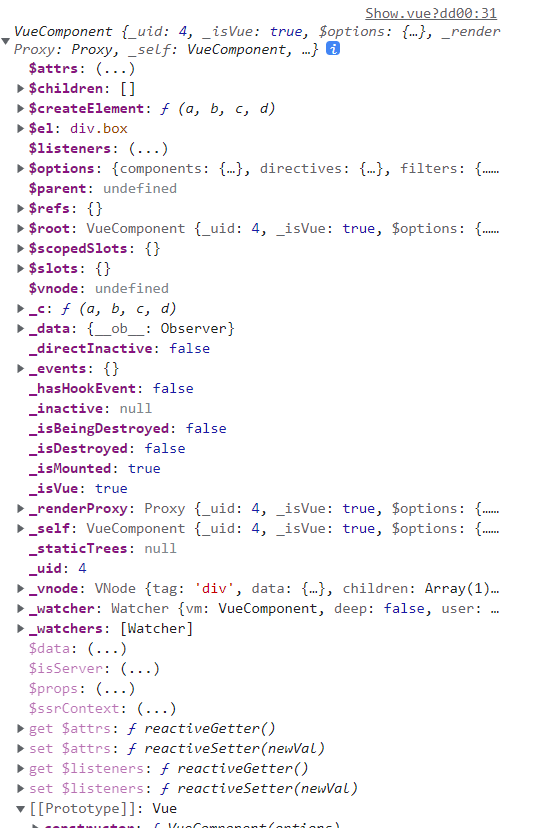 Show.vue?dd00:31
VueComponent {_uid: 4, _isVue: true, $options: {…}, _render
Proxy: Proxy, _self: VueComponent, …} i
$attrs: (...)
$children: []
$createElement: ƒ (a, b, c, d)
$el: div.box
$listeners: (...)
$options: {components: {…}, directives: {…}, filters: {……
$parent: undefined
$refs: {}
$root: VueComponent {_uid: 4, _isVue: true, $options: {……
$scopedSlots: {}
$slots: {}
$vnode: undefined
_c: ƒ (a, b, c, d)
_data: {__ob__: Observer}
_directInactive: false
_events: {}
_hasHookEvent: false
_inactive: null
_isBeingDestroyed: false
_isDestroyed: false
_isMounted: true
_isVue: true
_renderProxy: Proxy {_uid: 4, _isVue: true, $options: {……
_self: VueComponent {_uid: 4, _isVue: true, $options: {……
_staticTrees: null
_uid: 4
_vnode: VNode {tag: 'div', data: {…}, children: Array(1)…
_watcher: Watcher {vm: VueComponent, deep: false, user: …
_watchers: [Watcher]
$data: (...)
$isServer: (...)
$props: (...)
$ssrContext: (...)
get $attrs: ƒ reactiveGetter()
set $attrs: ƒ reactiveSetter(newVal)
get $listeners: ƒ reactiveGetter()
set $listeners: ƒ reactiveSetter(newVal)
[[Prototype]]: Vue
constructor: ƒ VueComponent(options)